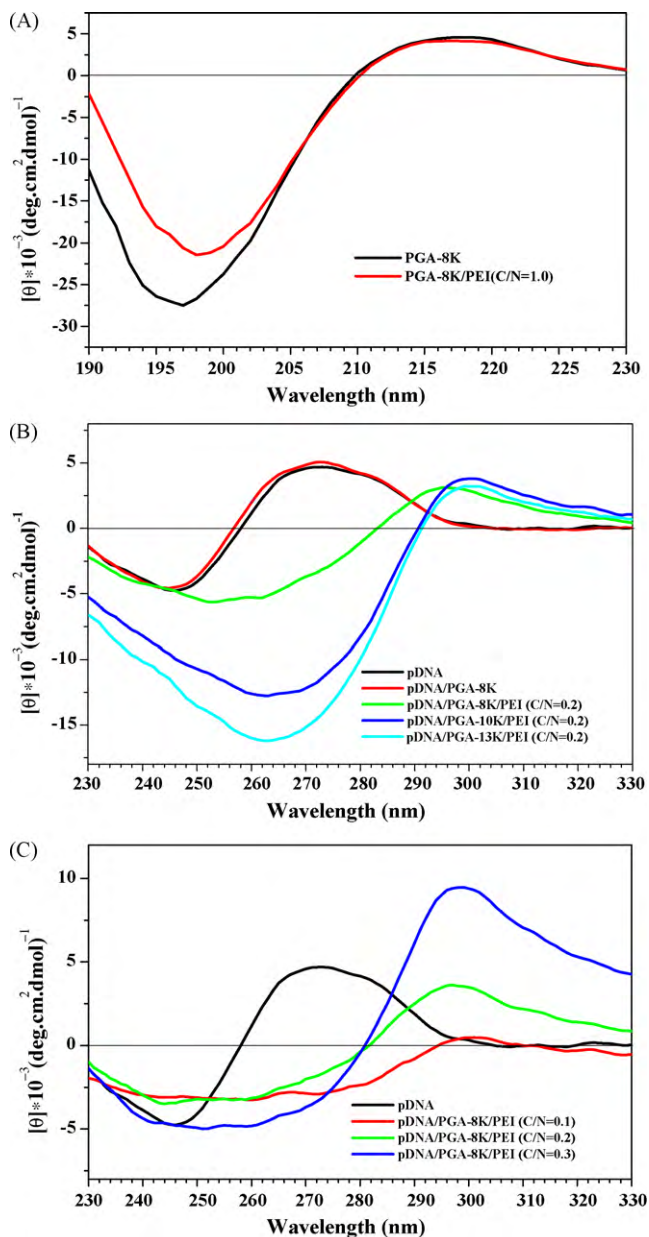 (A)
5
0
-5
-10
-15
-20
-25
-30
[θ]*10⁻³(deg.cm.²dmol)⁻¹
PGA-8K
PGA-8K/PEI(C/N=1.0)
190 195 200 205 210 215 220 225 230
Wavelength (nm)
(B)
5
0
-5
-10
-15
[θ]*10⁻³(deg.cm.²dmol)⁻¹
pDNA
pDNA/PGA-8K
pDNA/PGA-8K/PEI (C/N=0.2)
pDNA/PGA-10K/PEI (C/N=0.2)
pDNA/PGA-13K/PEI (C/N=0.2)
230 240 250 260 270 280 290 300 310 320 330
Wavelength (nm)
(C)
10
5
0
-5
[θ]*10⁻³(deg.cm.²dmol)⁻¹
pDNA
pDNA/PGA-8K/PEI (C/N=0.1)
pDNA/PGA-8K/PEI (C/N=0.2)
pDNA/PGA-8K/PEI (C/N=0.3)
230 240 250 260 270 280 290 300 310 320 330
Wavelength (nm)